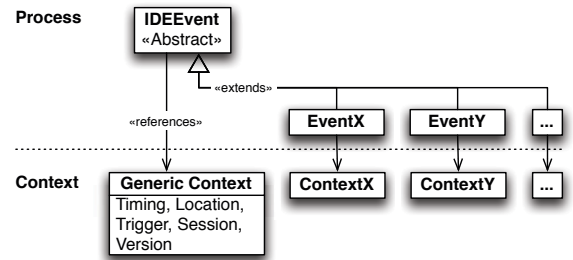 Process
IDEEvent
«Abstract»
«extends»
«references»
EventX
EventY
...
Context
Generic Context
Timing, Location,
Trigger, Session,
Version
ContextX
ContextY
...